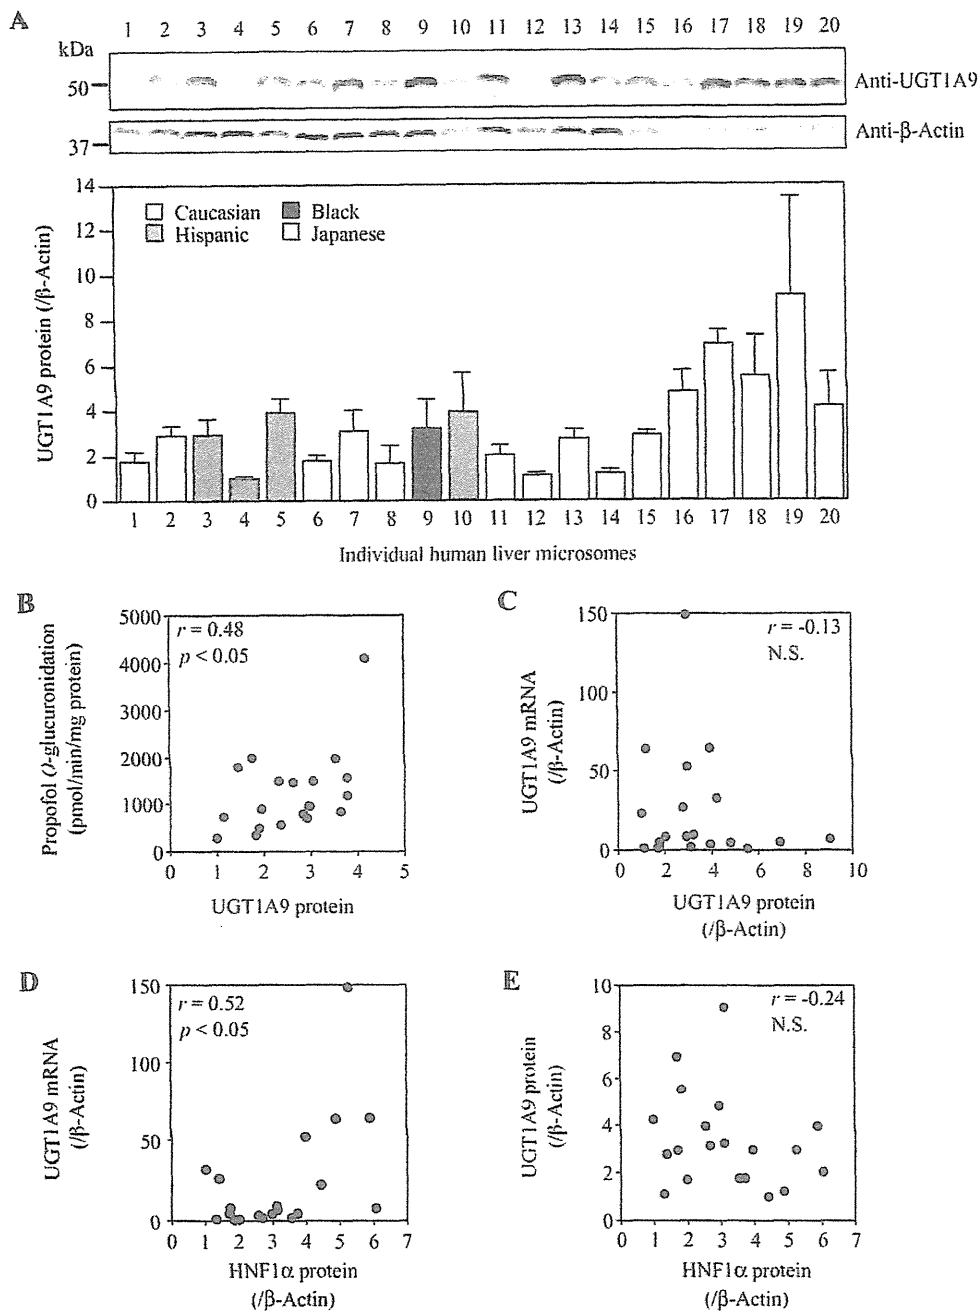 A
1 2 3 4 5 6 7 8 9 10 11 12 13 14 15 16 17 18 19 20
kDa
50
Anti-UGT1A9
37
Anti-β-Actin
14
12
10
8
6
4
2
0
UGT1A9 protein (/β-Actin)
Caucasian
Black
Hispanic
Japanese
1 2 3 4 5 6 7 8 9 10 11 12 13 14 15 16 17 18 19 20
Individual human liver microsomes
B
5000
4000
3000
2000
1000
0
Propofol O-glucuronidation
(pmol/min/mg protein)
r = 0.48
p < 0.05
0 1 2 3 4 5
UGT1A9 protein
C
150
100
50
0
UGT1A9 mRNA
(/β-Actin)
r = -0.13
N.S.
0 2 4 6 8 10
UGT1A9 protein
(/β-Actin)
D
150
100
50
0
UGT1A9 mRNA
(/β-Actin)
r = 0.52
p < 0.05
0 1 2 3 4 5 6 7
HNF1α protein
(/β-Actin)
E
10
8
6
4
2
0
UGT1A9 protein
(/β-Actin)
r = -0.24
N.S.
0 1 2 3 4 5 6 7
HNF1α protein
(/β-Actin)